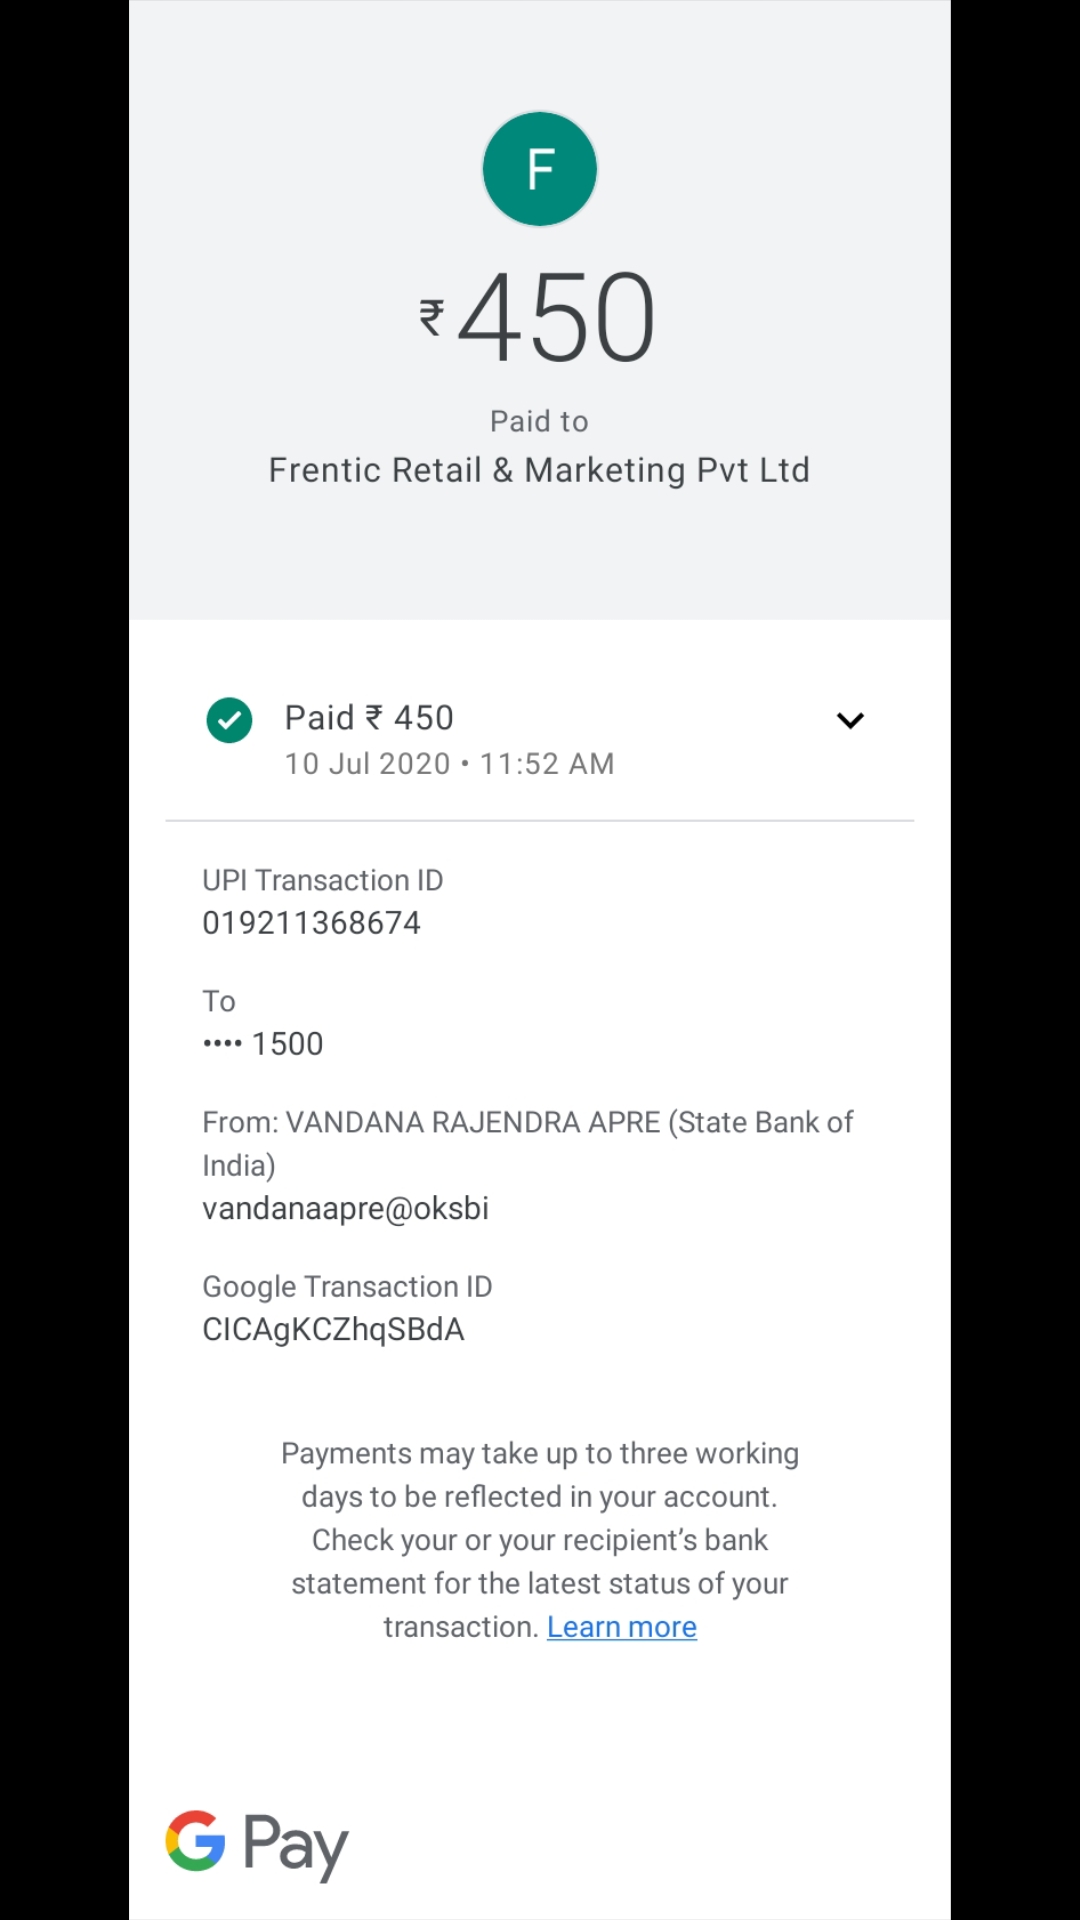 F
₹450
Paid to
Frentic Retail & Marketing Pvt Ltd
Paid ₹ 450
10 Jul 2020 • 11:52 AM
UPI Transaction ID
019211368674
To
•••• 1500
From: VANDANA RAJENDRA APRE (State Bank of
India)
vandanaapre@oksbi
Google Transaction ID
CICAgKCZhqSBdA
Payments may take up to three working
days to be reflected in your account.
Check your or your recipient’s bank
statement for the latest status of your
transaction. Learn more
G Pay